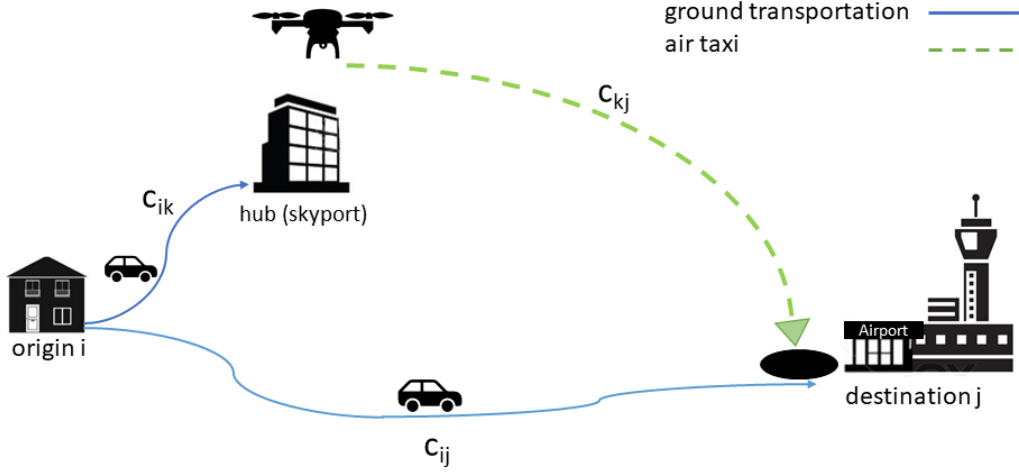 ground transportation
air taxi
c_kj
c_ik
hub (skyport)
Airport
origin i
destination j
c_ij